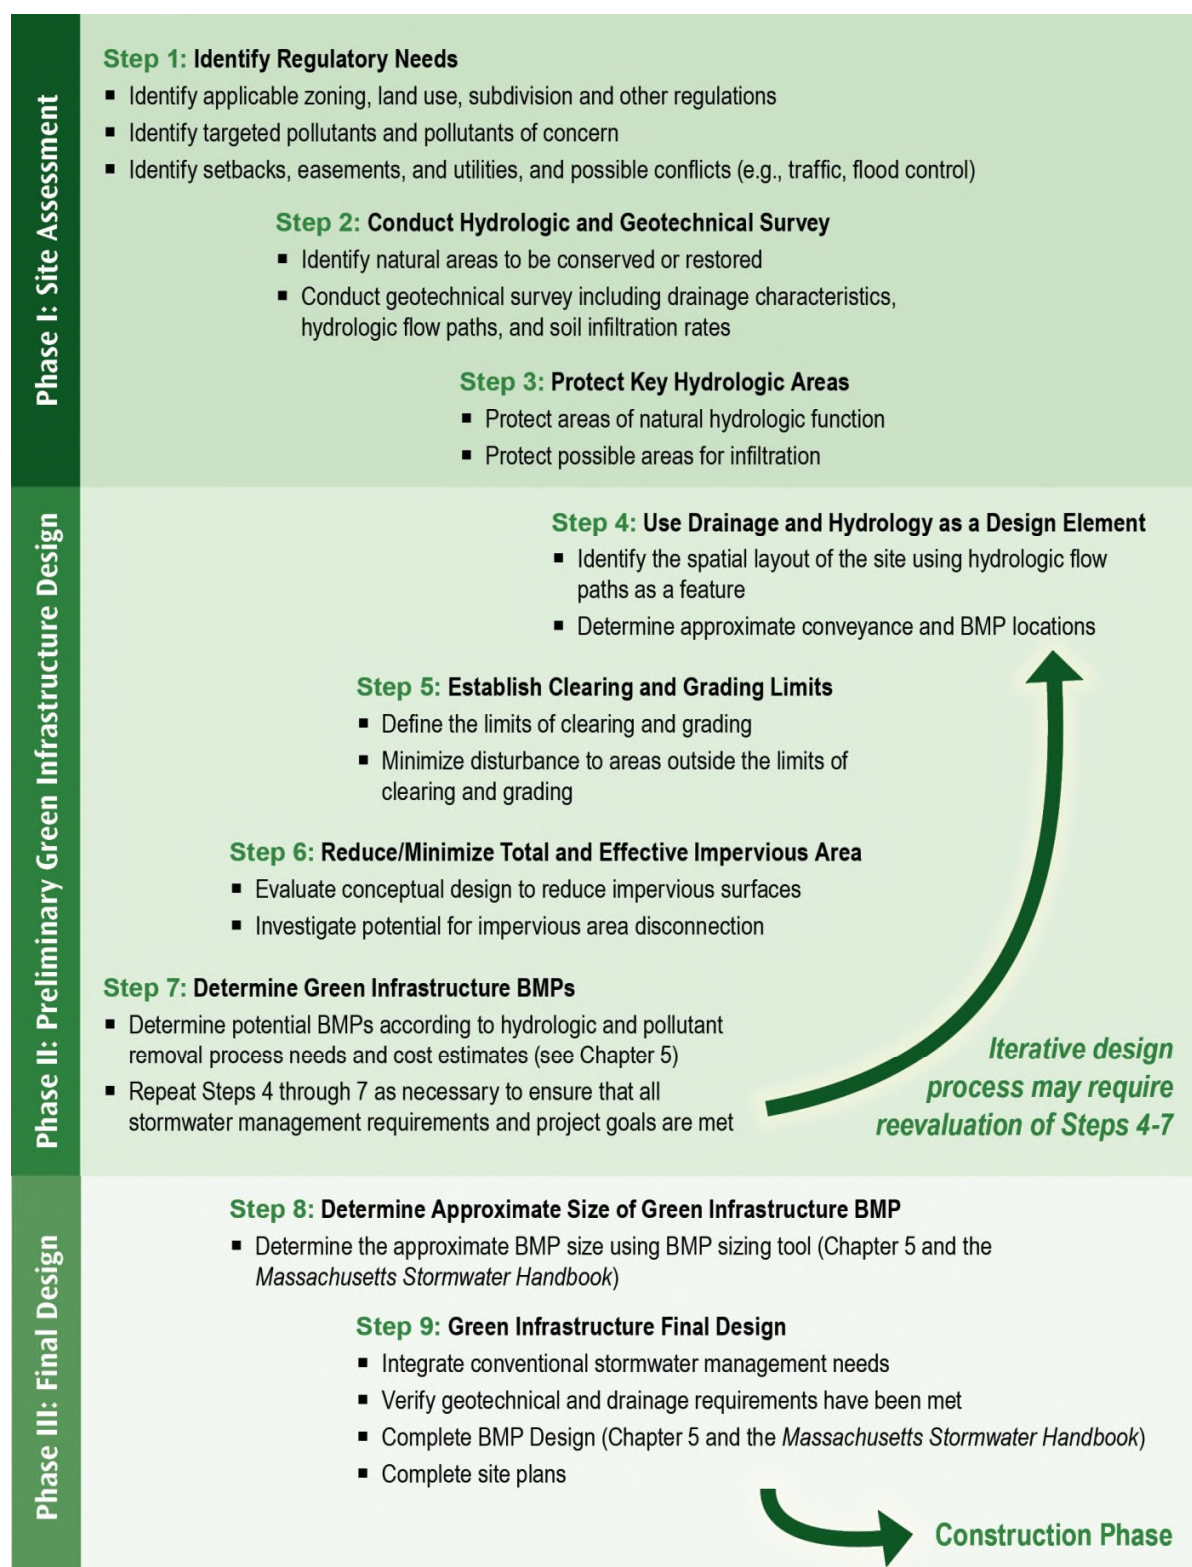 Phase I: Site Assessment
Step 1: Identify Regulatory Needs
▪ Identify applicable zoning, land use, subdivision and other regulations
▪ Identify targeted pollutants and pollutants of concern
▪ Identify setbacks, easements, and utilities, and possible conflicts (e.g., traffic, flood control)
Step 2: Conduct Hydrologic and Geotechnical Survey
▪ Identify natural areas to be conserved or restored
▪ Conduct geotechnical survey including drainage characteristics,
hydrologic flow paths, and soil infiltration rates
Step 3: Protect Key Hydrologic Areas
▪ Protect areas of natural hydrologic function
▪ Protect possible areas for infiltration
Phase II: Preliminary Green Infrastructure Design
Step 4: Use Drainage and Hydrology as a Design Element
▪ Identify the spatial layout of the site using hydrologic flow
paths as a feature
▪ Determine approximate conveyance and BMP locations
Step 5: Establish Clearing and Grading Limits
▪ Define the limits of clearing and grading
▪ Minimize disturbance to areas outside the limits of
clearing and grading
Step 6: Reduce/Minimize Total and Effective Impervious Area
▪ Evaluate conceptual design to reduce impervious surfaces
▪ Investigate potential for impervious area disconnection
Step 7: Determine Green Infrastructure BMPs
▪ Determine potential BMPs according to hydrologic and pollutant
removal process needs and cost estimates (see Chapter 5)
▪ Repeat Steps 4 through 7 as necessary to ensure that all
stormwater management requirements and project goals are met
Iterative design
process may require
reevaluation of Steps 4-7
Phase III: Final Design
Step 8: Determine Approximate Size of Green Infrastructure BMP
▪ Determine the approximate BMP size using BMP sizing tool (Chapter 5 and the
Massachusetts Stormwater Handbook)
Step 9: Green Infrastructure Final Design
▪ Integrate conventional stormwater management needs
▪ Verify geotechnical and drainage requirements have been met
▪ Complete BMP Design (Chapter 5 and the Massachusetts Stormwater Handbook)
▪ Complete site plans
Construction Phase